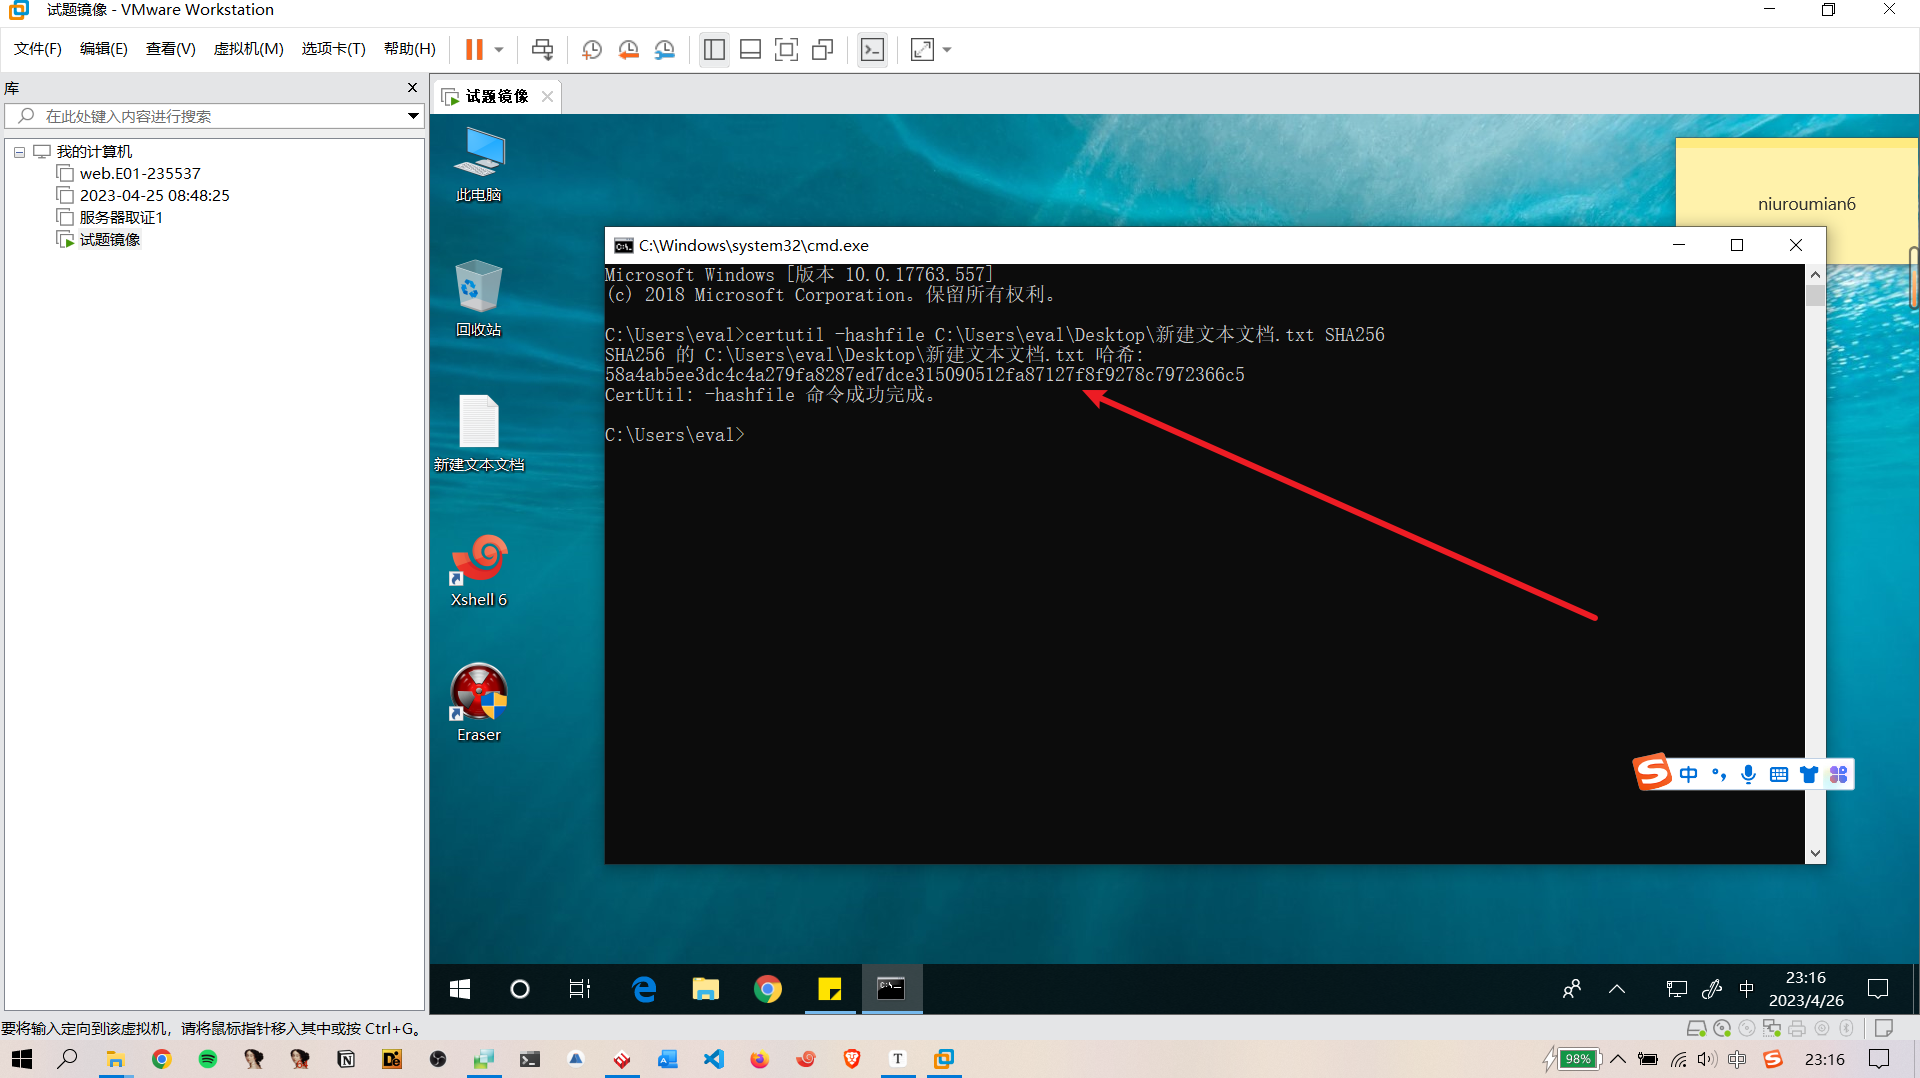 试题镜像 - VMware Workstation
文件(F) 编辑(E) 查看(V) 虚拟机(M) 选项卡(T) 帮助(H)
库
在此处键入内容进行搜索
我的计算机
web.E01-235537
2023-04-25 08:48:25
服务器取证1
试题镜像
试题镜像
此电脑
回收站
新建文本文档
Xshell 6
Eraser
niuroumian6
C:\Windows\system32\cmd.exe
Microsoft Windows [版本 10.0.17763.557]
(c) 2018 Microsoft Corporation。保留所有权利。
C:\Users\eval>certutil -hashfile C:\Users\eval\Desktop\新建文本文档.txt SHA256
SHA256 的 C:\Users\eval\Desktop\新建文本文档.txt 哈希:
58a4ab5ee3dc4c4a279fa8287ed7dce315090512fa87127f8f9278c7972366c5
CertUtil: -hashfile 命令成功完成。
C:\Users\eval>
中
中
23:16
2023/4/26
要将输入定向到该虚拟机，请将鼠标指针移入其中或按 Ctrl+G。
98%
中
23:16